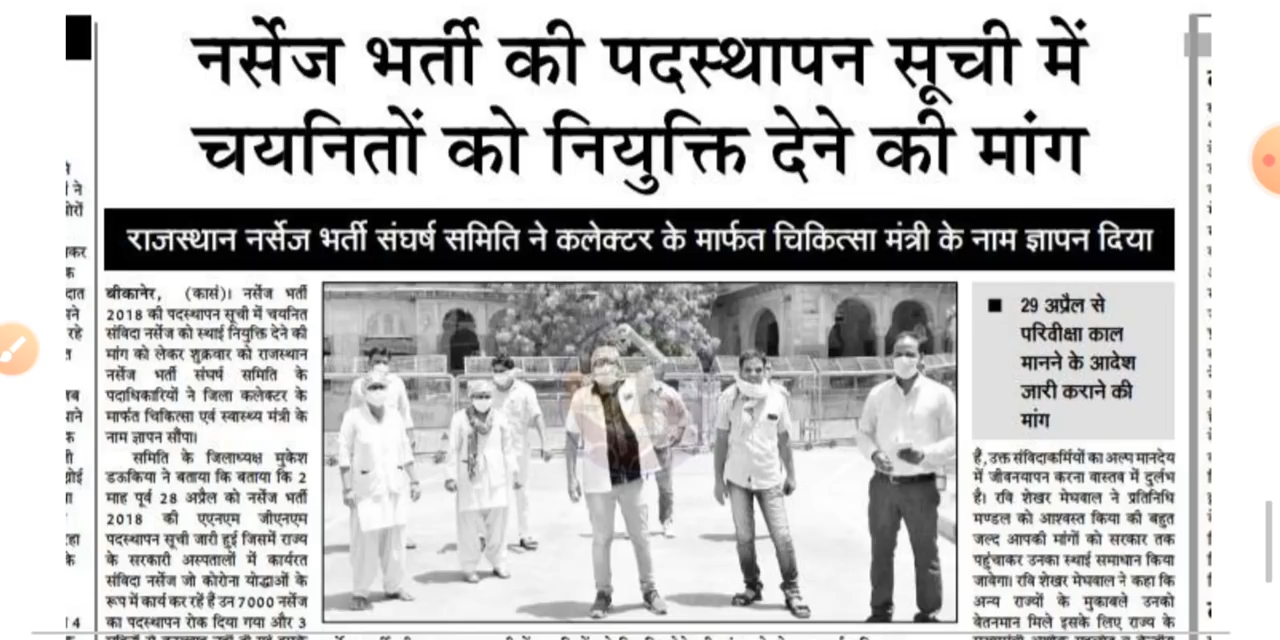 नर्सेज भर्ती की पदस्थापन सूची में
चयनितों को नियुक्ति देने की मांग
राजस्थान नर्सेज भर्ती संघर्ष समिति ने कलेक्टर के मार्फत चिकित्सा मंत्री के नाम ज्ञापन दिया
बीकानेर, (कासं)। नर्सेज भर्ती
2018 की पदस्थापन सूची में चयनित
संविदा नर्सेज को स्थाई नियुक्ति देने की
मांग को लेकर शुक्रवार को राजस्थान
नर्सेज भर्ती संघर्ष समिति के
पदाधिकारियों ने जिला कलेक्टर के
मार्फत चिकित्सा एवं स्वास्थ्य मंत्री के
नाम ज्ञापन सौंपा।
समिति के जिलाध्यक्ष मुकेश
डऊकिया ने बताया कि बताया कि 2
माह पूर्व 28 अप्रैल को नर्सेज भर्ती
2018 की एएनएम जीएनएम
पदस्थापन सूची जारी हुई जिसमें राज्य
के सरकारी अस्पतालों में कार्यरत
संविदा नर्सेज जो कोरोना योद्धाओं के
रूप में कार्य कर रहें हैं उन 7000 नर्सेज
का पदस्थापन रोक दिया गया और 3
■ 29 अप्रैल से
परिवीक्षा काल
मानने के आदेश
जारी कराने की
मांग
है, उक्त संविदाकर्मियों का अल्प मानदेय
में जीवनयापन करना वास्तव में दुर्लभ
है। रवि शेखर मेघवाल ने प्रतिनिधि
मण्डल को आश्वस्त किया की बहुत
जल्द आपकी मांगों को सरकार तक
पहुंचाकर उनका स्थाई समाधान किया
जावेगा। रवि शेखर मेघवाल ने कहा कि
अन्य राज्यों के मुकाबले उनको
वेतनमान मिले इसके लिए राज्य के